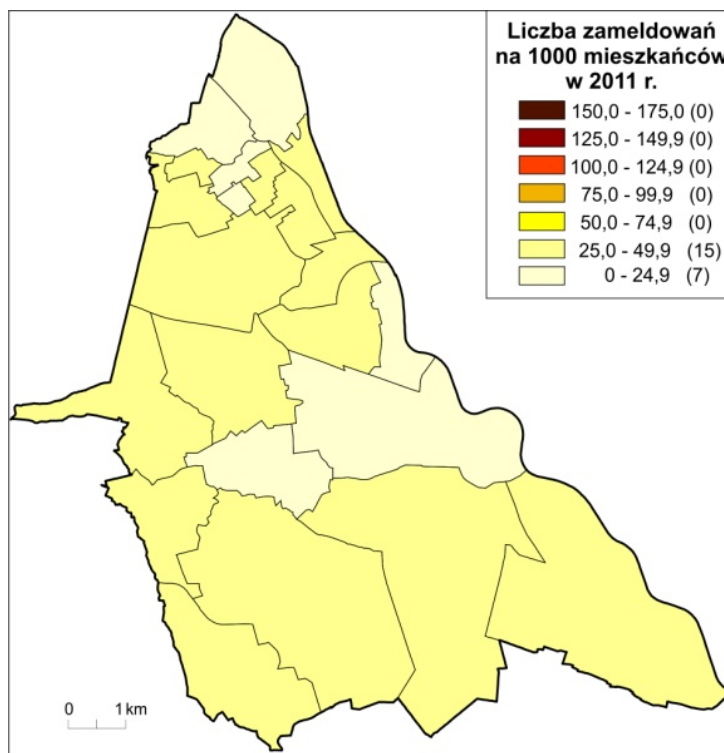 Liczba zameldowań
na 1000 mieszkańców
w 2011 r.
150,0 - 175,0 (0)
125,0 - 149,9 (0)
100,0 - 124,9 (0)
75,0 - 99,9 (0)
50,0 - 74,9 (0)
25,0 - 49,9 (15)
0 - 24,9 (7)
0 1 km